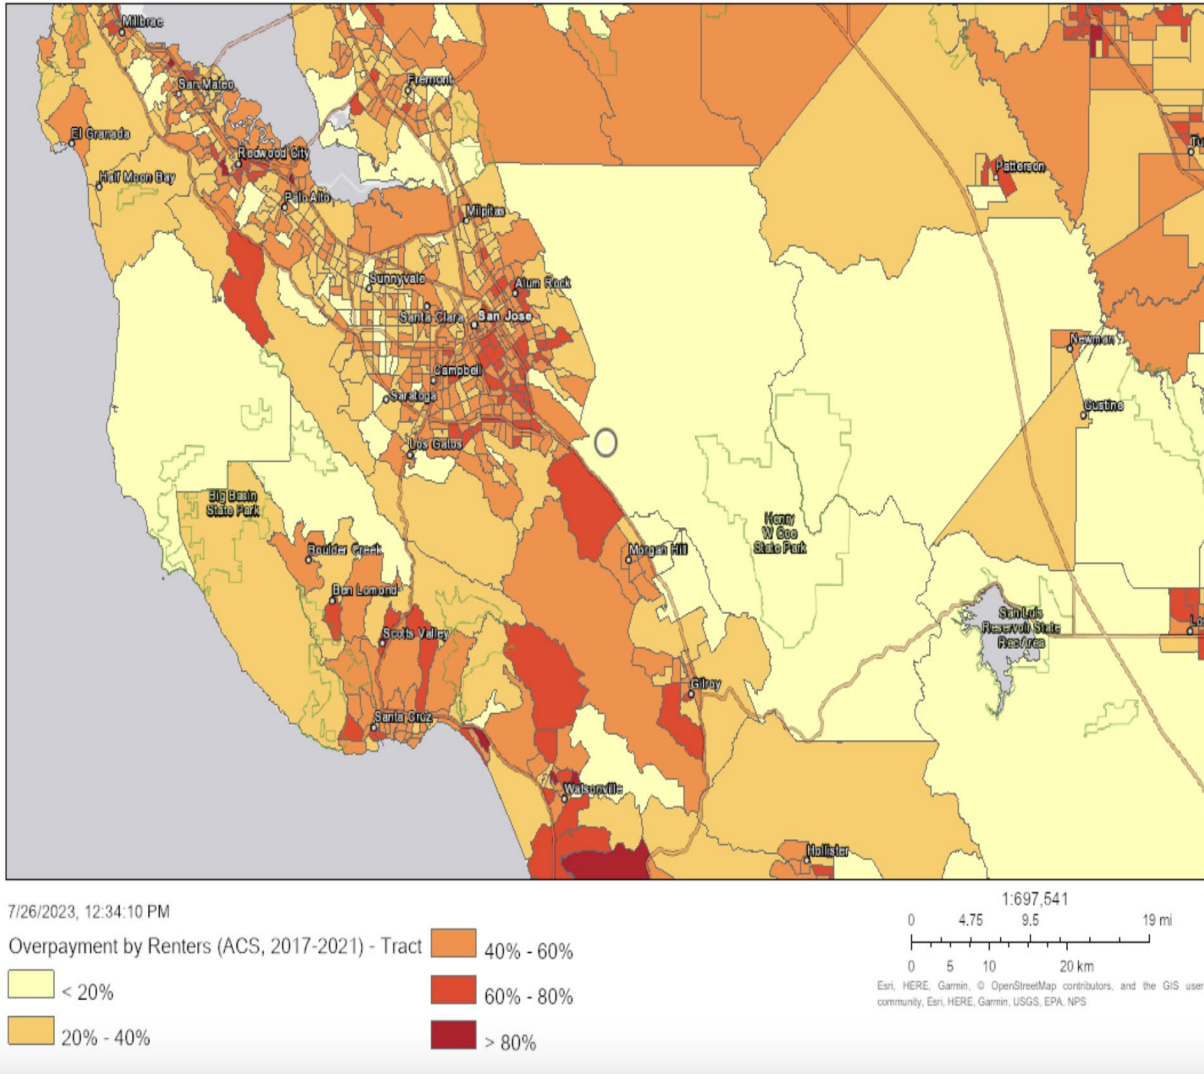 Millbrae
San Mateo
Fremont
El Granada
Redwood City
Half Moon Bay
Palo Alto
Patterson
Tu
Milpitas
Sunnyvale
Alum Rock
Santa Clara
San Jose
Newman
Campbell
Saratoga
Gustine
Los Gatos
Big Basin
State Park
Henry
W Coe
State Park
Boulder Creek
Morgan Hill
Ben Lomond
San Luis
Reservoir State
Rec Area
Los
Scotts Valley
Gilroy
Santa Cruz
Watsonville
Hollister
7/26/2023, 12:34:10 PM
Overpayment by Renters (ACS, 2017-2021) - Tract
< 20%
20% - 40%
40% - 60%
60% - 80%
> 80%
1:697,541
0 4.75 9.5 19 mi
0 5 10 20 km
Esri, HERE, Garmin, © OpenStreetMap contributors, and the GIS user
community, Esri, HERE, Garmin, USGS, EPA, NPS